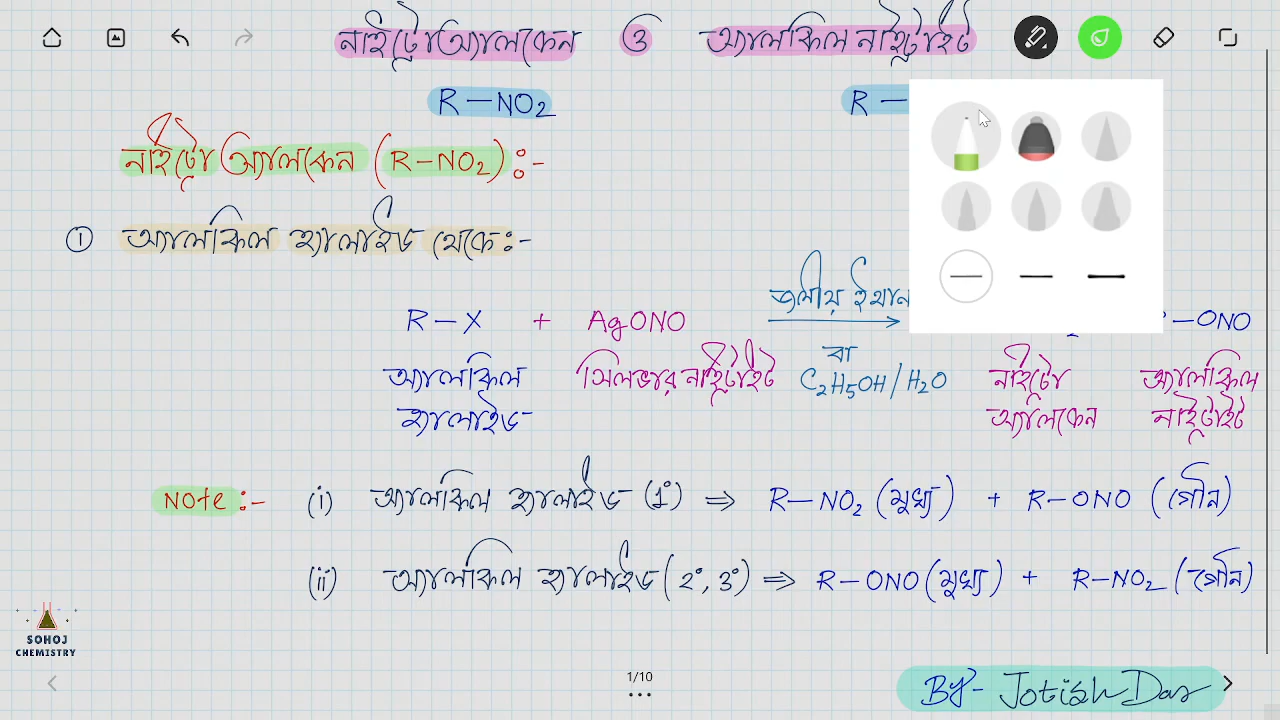 নাইট্রোঅ্যালকেন ও অ্যালকিল নাইট্রাইট
R-NO2 R-
নাইট্রো অ্যালকেন (R-NO2):-
① অ্যালকিল হ্যালাইড থেকে:-
জলীয় ইথান
R-X + AgONO → -ONO
বা
অ্যালকিল সিলভার নাইট্রাইট C2H5OH/H2O নাইট্রো অ্যালকিল
হ্যালাইড অ্যালকেন নাইট্রাইট
Note:- (i) অ্যালকিল হ্যালাইড (1°) ⇒ R-NO2 (মুখ্য) + R-ONO (গৌন)
(ii) অ্যালকিল হ্যালাইড (2°, 3°) ⇒ R-ONO (মুখ্য) + R-NO2 (গৌন)
SOHOJ
CHEMISTRY
1/10
By- Jotish Das